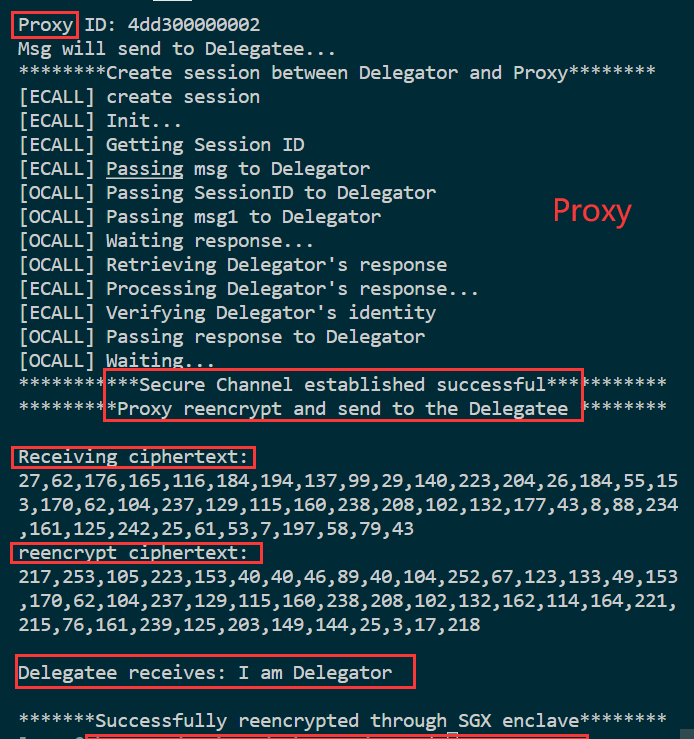 Proxy ID: 4dd300000002
Msg will send to Delegatee...
********Create session between Delegator and Proxy********
[ECALL] create session
[ECALL] Init...
[ECALL] Getting Session ID
[ECALL] Passing msg to Delegator
[OCALL] Passing SessionID to Delegator
[OCALL] Passing msg1 to Delegator
Proxy
[OCALL] Waiting response...
[OCALL] Retrieving Delegator's response
[ECALL] Processing Delegator's response...
[ECALL] Verifying Delegator's identity
[OCALL] Passing response to Delegator
[OCALL] Waiting...
***********Secure Channel established successful***********
*********Proxy reencrypt and send to the Delegatee ********
Receiving ciphertext:
27,62,176,165,116,184,194,137,99,29,140,223,204,26,184,55,15
3,170,62,104,237,129,115,160,238,208,102,132,177,43,8,88,234
,161,125,242,25,61,53,7,197,58,79,43
reencrypt ciphertext:
217,253,105,223,153,40,40,46,89,40,104,252,67,123,133,49,153
,170,62,104,237,129,115,160,238,208,102,132,162,114,164,221,
215,76,161,239,125,203,149,144,25,3,17,218
Delegatee receives: I am Delegator
*******Successfully reencrypted through SGX enclave********